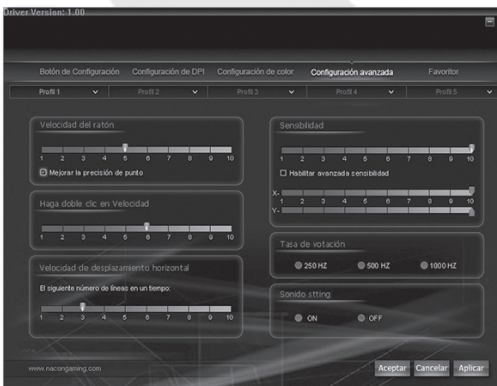 Driver Version: 1.00
Botón de Configuración Configuración de DPI Configuración de color Configuración avanzada Favoritor
Profil 1 Profil 2 Profil 3 Profil 4 Profil 5
Velocidad del ratón
1 2 3 4 5 6 7 8 9 10
Mejorar la precisión de punto
Haga doble clic en Velocidad
1 2 3 4 5 6 7 8 9 10
Velocidad de desplazamiento horizontal
El siguiente número de líneas en un tiempo:
1 2 3 4 5 6 7 8 9 10
Sensibilidad
1 2 3 4 5 6 7 8 9 10
Habilitar avanzada sensibilidad
X-
1 2 3 4 5 6 7 8 9 10
Y-
Tasa de votación
250 HZ 500 HZ 1000 HZ
Sonido stting
ON OFF
www.nacongaming.com
Aceptar Cancelar Aplicar